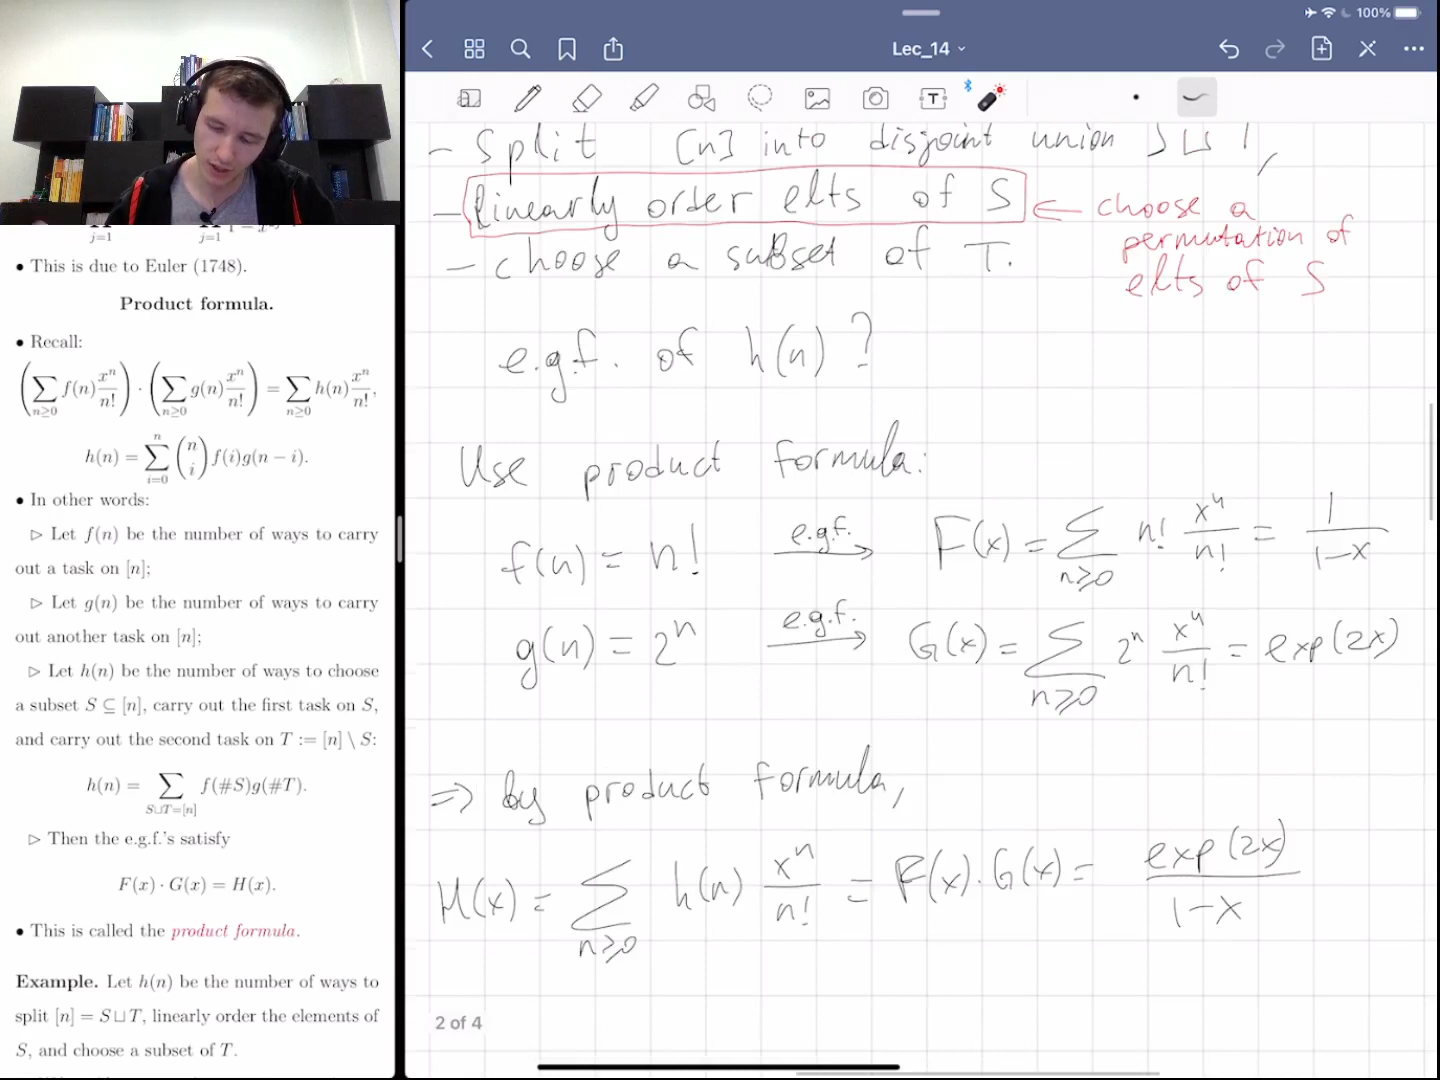 100%
Lec_14
- Split [n] into disjoint union S ⊔ T,
- linearly order elts of S ← choose a
permutation of
elts of S
- choose a subset of T.
e.g.f. of h(n) ?
Use product formula:
f(n) = n! e.g.f. → F(x) = ∑_{n≥0} n! x^n/n! = 1/(1-x)
g(n) = 2^n e.g.f. → G(x) = ∑_{n≥0} 2^n x^n/n! = exp(2x)
⇒ by product formula,
H(x) = ∑_{n≥0} h(n) x^n/n! = F(x)·G(x) = exp(2x)/(1-x)
2 of 4
j=1 j=1
• This is due to Euler (1748).
Product formula.
• Recall:
(∑_{n≥0} f(n) x^n/n!) · (∑_{n≥0} g(n) x^n/n!) = ∑_{n≥0} h(n) x^n/n!,
h(n) = ∑_{i=0}^{n} (n i) f(i)g(n − i).
• In other words:
▷ Let f(n) be the number of ways to carry
out a task on [n];
▷ Let g(n) be the number of ways to carry
out another task on [n];
▷ Let h(n) be the number of ways to choose
a subset S ⊆ [n], carry out the first task on S,
and carry out the second task on T := [n] \ S:
h(n) = ∑_{S⊔T=[n]} f(#S)g(#T).
▷ Then the e.g.f.'s satisfy
F(x) · G(x) = H(x).
• This is called the product formula.
Example. Let h(n) be the number of ways to
split [n] = S ⊔ T, linearly order the elements of
S, and choose a subset of T.